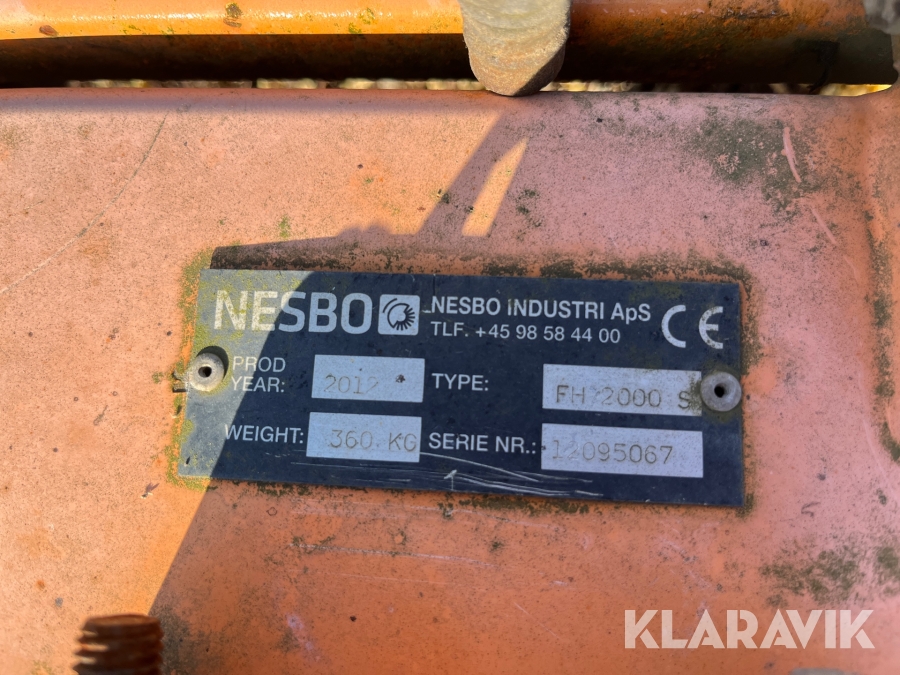 NESBO
NESBO INDUSTRI ApS
TLF. +45 98 58 44 00
CE
PROD YEAR: 2012
TYPE: FH 2000 S
WEIGHT: 360 KG
SERIE NR.: 12095067
KLARAVIK